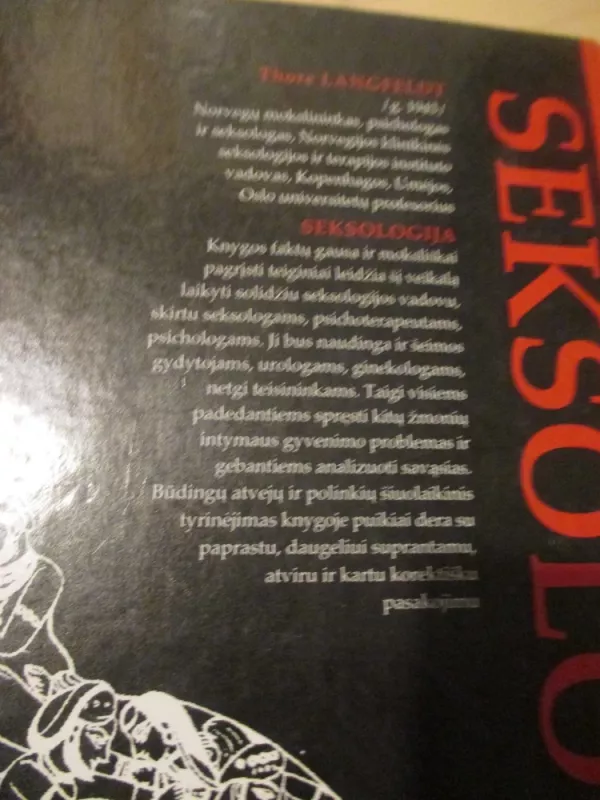 Thore LANGFELDT
/g. 1943/
Norvegų mokslininkas, psichologas
ir seksologas, Norvegijos klinikinės
seksologijos ir terapijos instituto
vadovas, Kopenhagos, Umejos,
Oslo universitetų profesorius
SEKSOLOGIJA
Knygos faktų gausa ir moksliškai
pagrįsti teiginiai leidžia šį veikalą
laikyti solidžiu seksologijos vadovu,
skirtu seksologams, psichoterapeutams,
psichologams. Ji bus naudinga ir šeimos
gydytojams, urologams, ginekologams,
netgi teisininkams. Taigi visiems
padedantiems spręsti kitų žmonių
intymaus gyvenimo problemas ir
gebantiems analizuoti savąsias.
Būdingų atvejų ir polinkių šiuolaikinis
tyrinėjimas knygoje puikiai dera su
paprastu, daugeliui suprantamu,
atviru ir kartu korektišku
pasakojimu
SEKSOLO